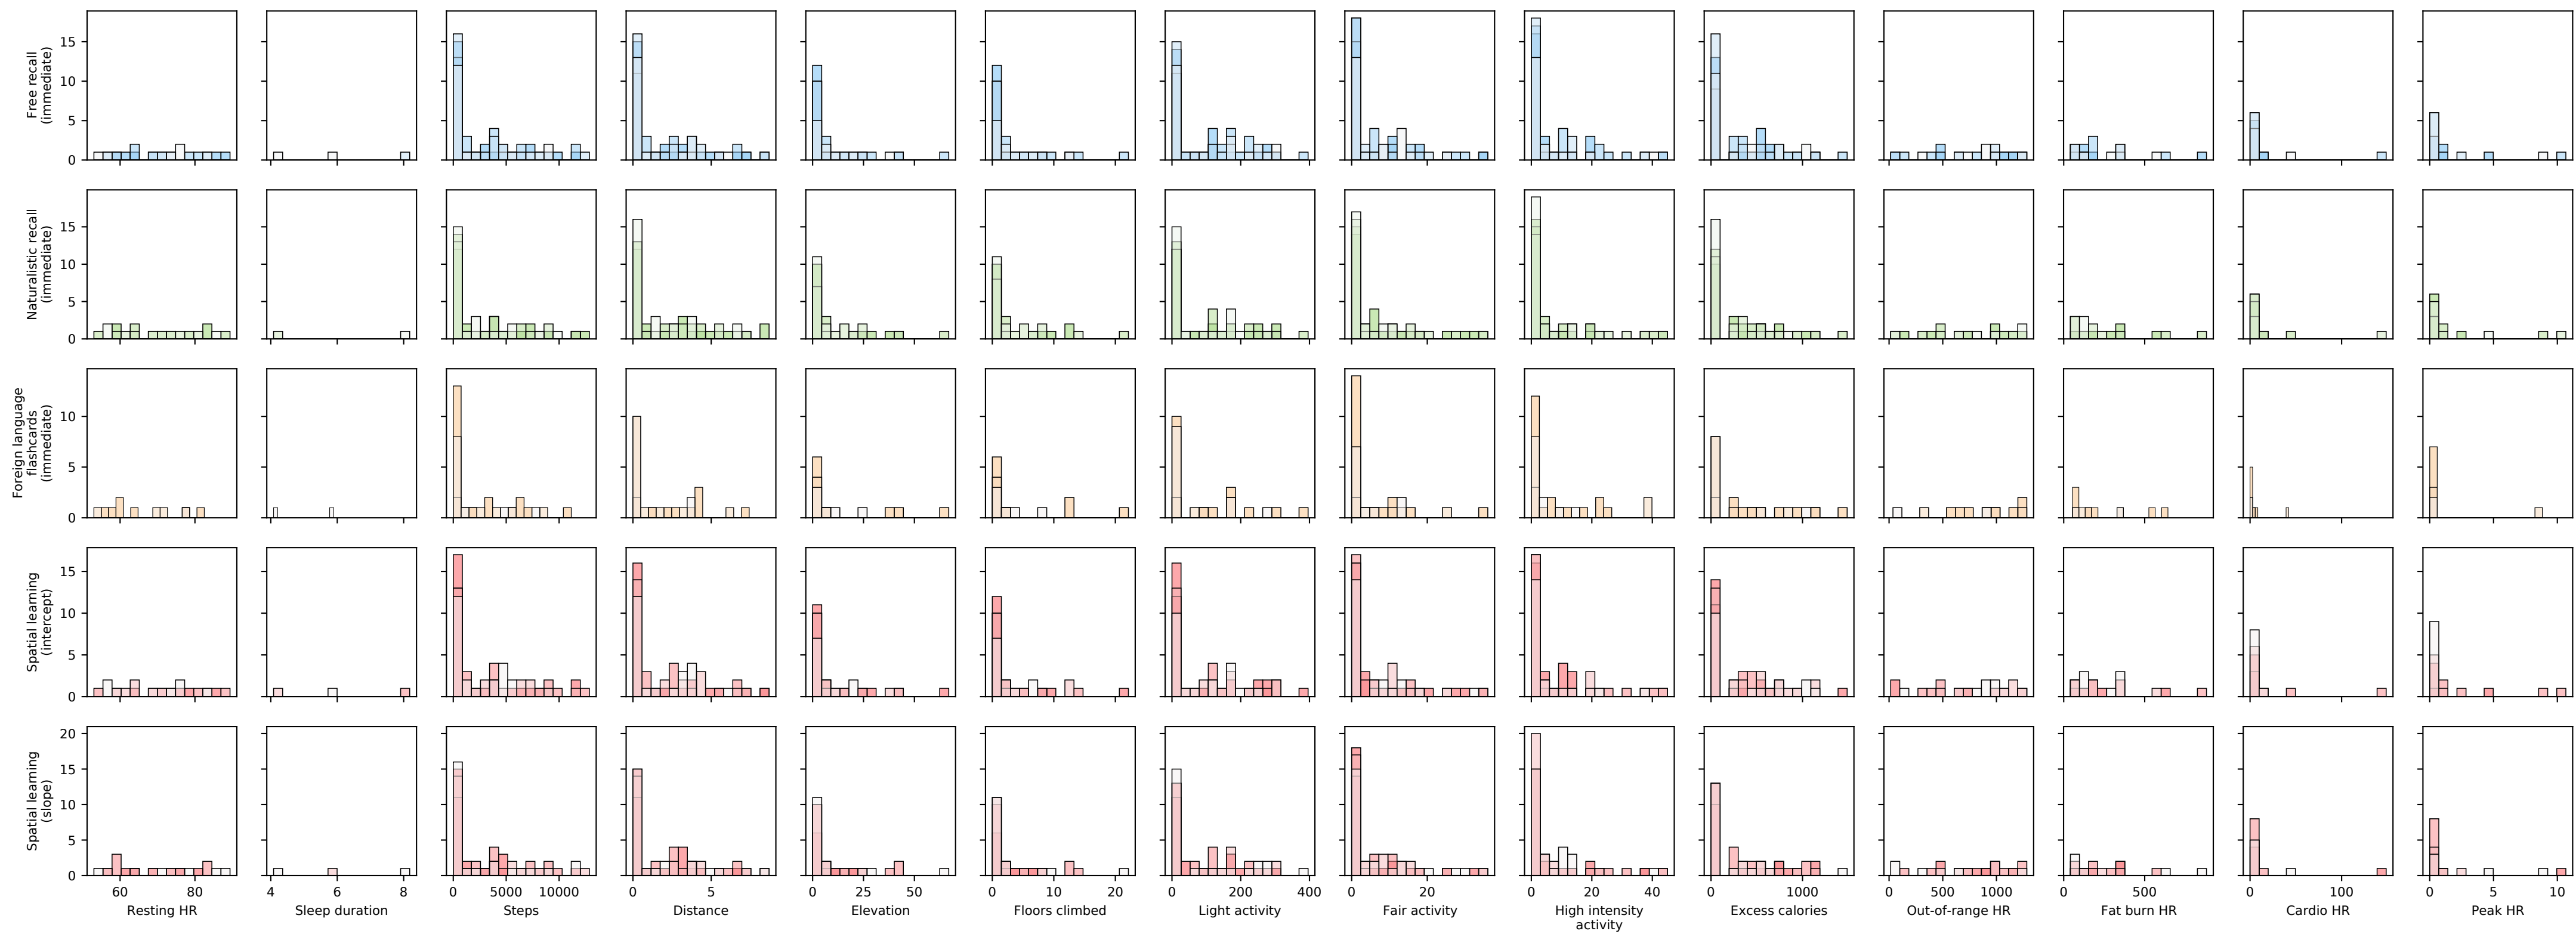 Free recall
(immediate)
0
5
10
15
Naturalistic recall
(immediate)
0
5
10
15
Foreign language
flashcards
(immediate)
0
5
10
Spatial learning
(intercept)
0
5
10
15
Spatial learning
(slope)
0
5
10
15
20
60 80
Resting HR
4 6 8
Sleep duration
0 5000 10000
Steps
0 5
Distance
0 25 50
Elevation
0 10 20
Floors climbed
0 200 400
Light activity
0 20
Fair activity
0 20 40
High intensity
activity
0 1000
Excess calories
0 500 1000
Out-of-range HR
0 500
Fat burn HR
0 100
Cardio HR
0 5 10
Peak HR